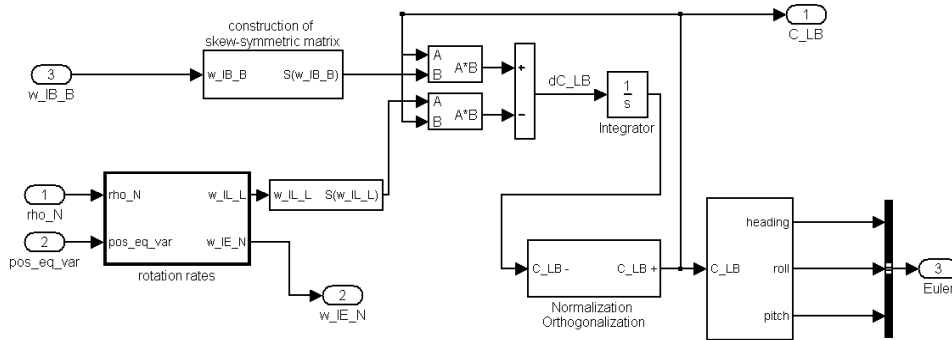 construction of
skew-symmetric matrix
1
C_LB
3
w_IB_B
w_IB_B
S(w_IB_B)
A
B
A*B
A
B
A*B
+
−
dC_LB
1
s
Integrator
1
rho_N
2
pos_eq_var
rho_N
pos_eq_var
w_IL_L
w_IE_N
rotation rates
w_IL_L
S(w_IL_L)
2
w_IE_N
C_LB -
C_LB +
Normalization
Orthogonalization
C_LB
heading
roll
pitch
3
Euler